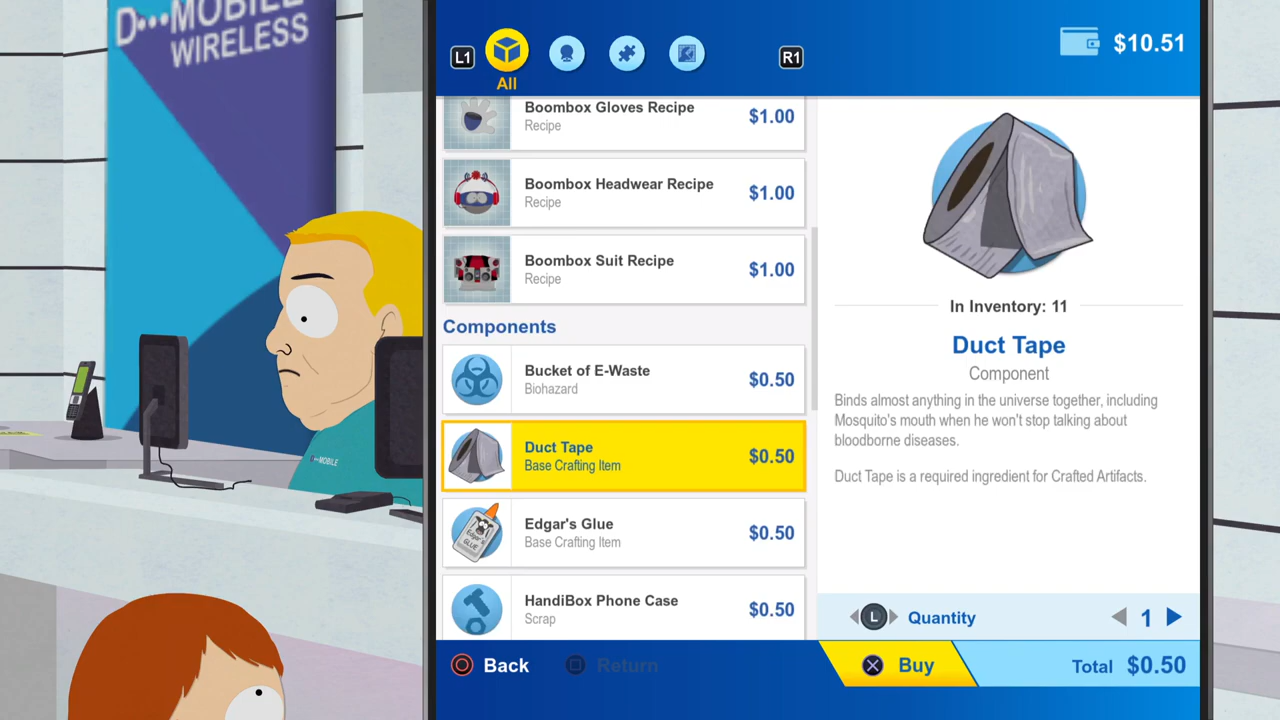 D•••MOBILE
WIRELESS
L1
R1
All
$10.51
Boombox Gloves Recipe
Recipe
$1.00
Boombox Headwear Recipe
Recipe
$1.00
Boombox Suit Recipe
Recipe
$1.00
Components
Bucket of E-Waste
Biohazard
$0.50
Duct Tape
Base Crafting Item
$0.50
Edgar's
GLUE
Edgar's Glue
Base Crafting Item
$0.50
HandiBox Phone Case
Scrap
$0.50
In Inventory: 11
Duct Tape
Component
Binds almost anything in the universe together, including
Mosquito's mouth when he won't stop talking about
bloodborne diseases.
Duct Tape is a required ingredient for Crafted Artifacts.
L Quantity 1
Back
Return
Buy
Total $0.50
D•••MOBILE